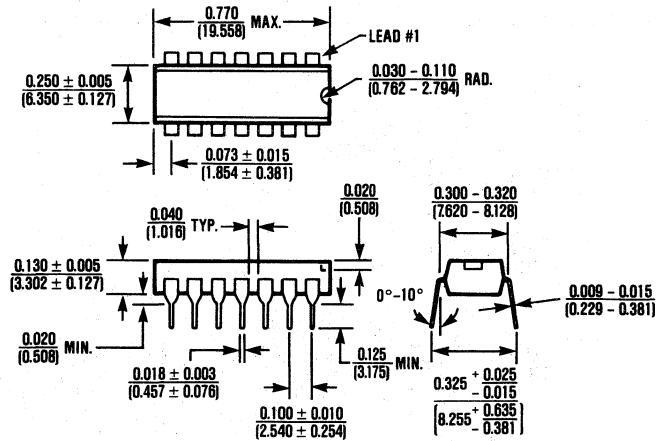 0.770
(19.558) MAX.
LEAD #1
0.250 ± 0.005
(6.350 ± 0.127)
0.030 – 0.110
(0.762 – 2.794) RAD.
0.073 ± 0.015
(1.854 ± 0.381)
0.020
(0.508)
0.300 – 0.320
(7.620 – 8.128)
0.040
(1.016) TYP.
0.130 ± 0.005
(3.302 ± 0.127)
0°–10°
0.009 – 0.015
(0.229 – 0.381)
0.020
(0.508) MIN.
0.125
(3.175) MIN.
0.018 ± 0.003
(0.457 ± 0.076)
0.325 + 0.025
– 0.015
0.100 ± 0.010
(2.540 ± 0.254)
(8.255 + 0.635
– 0.381)